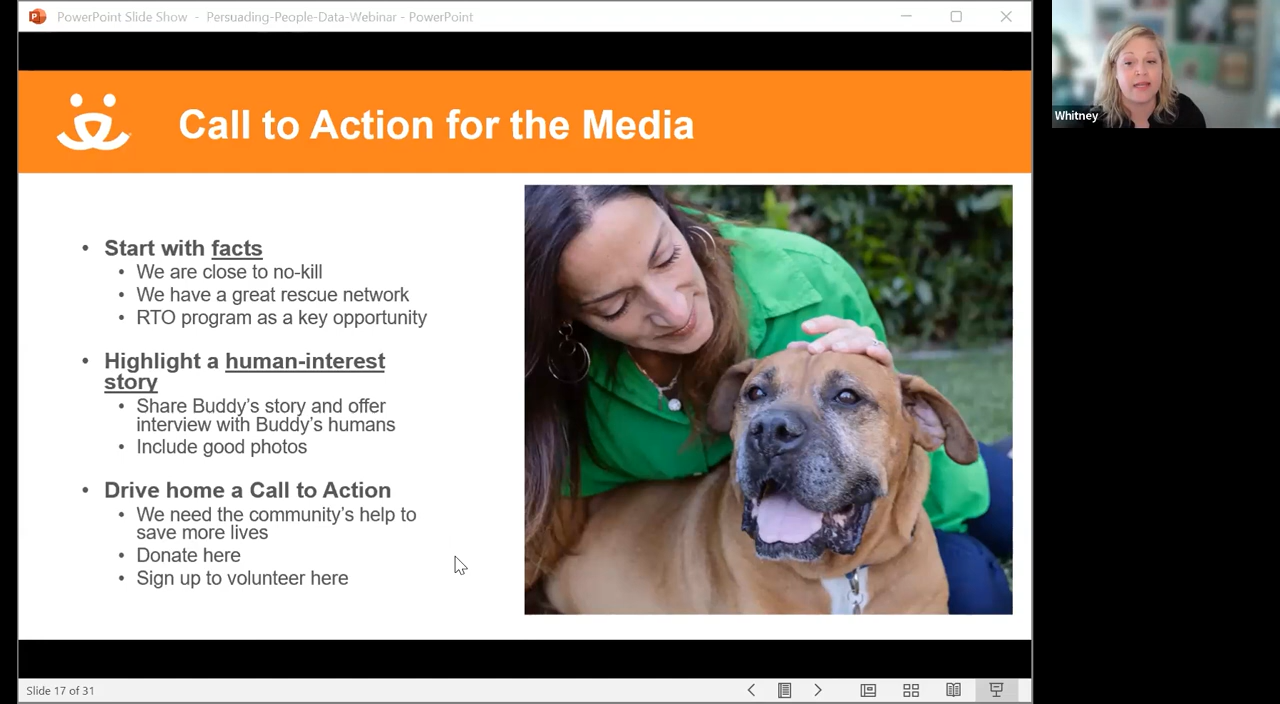 PowerPoint Slide Show - Persuading-People-Data-Webinar - PowerPoint
Call to Action for the Media
• Start with facts
• We are close to no-kill
• We have a great rescue network
• RTO program as a key opportunity
• Highlight a human-interest
story
• Share Buddy's story and offer
interview with Buddy's humans
• Include good photos
• Drive home a Call to Action
• We need the community's help to
save more lives
• Donate here
• Sign up to volunteer here
Slide 17 of 31
Whitney